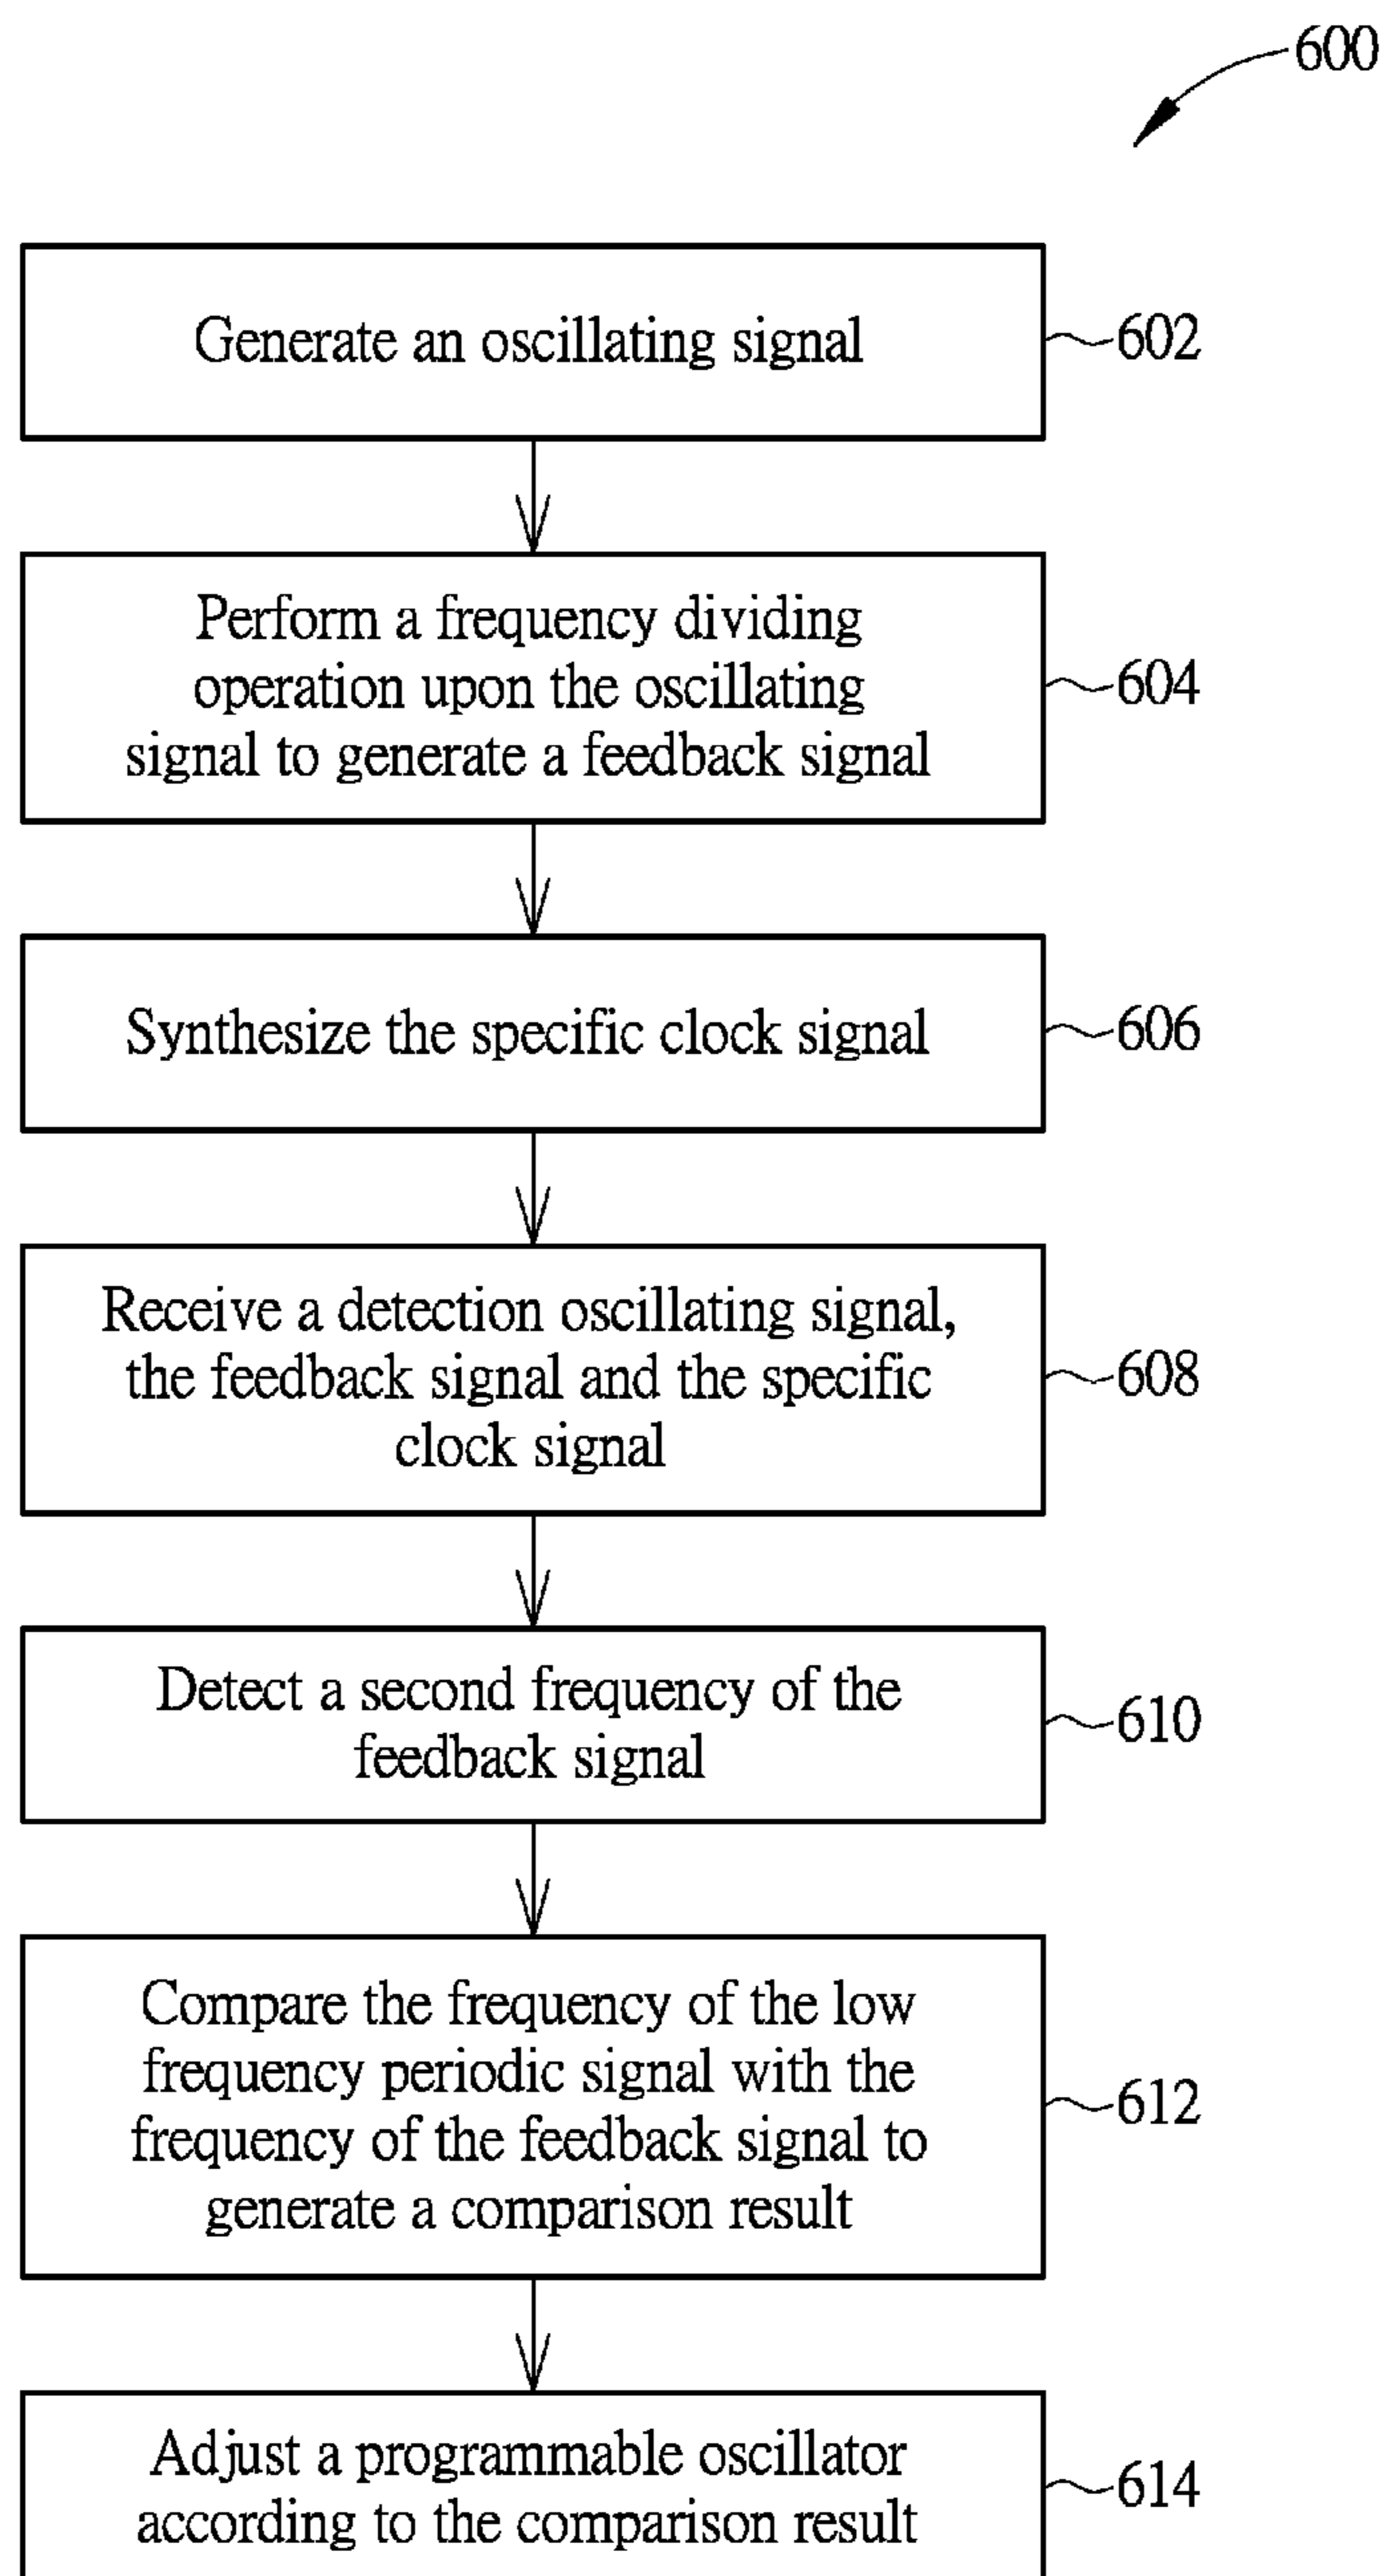 600
Generate an oscillating signal
602
Perform a frequency dividing
operation upon the oscillating
signal to generate a feedback signal
604
Synthesize the specific clock signal
606
Receive a detection oscillating signal,
the feedback signal and the specific
clock signal
608
Detect a second frequency of the
feedback signal
610
Compare the frequency of the low
frequency periodic signal with the
frequency of the feedback signal to
generate a comparison result
612
Adjust a programmable oscillator
according to the comparison result
614